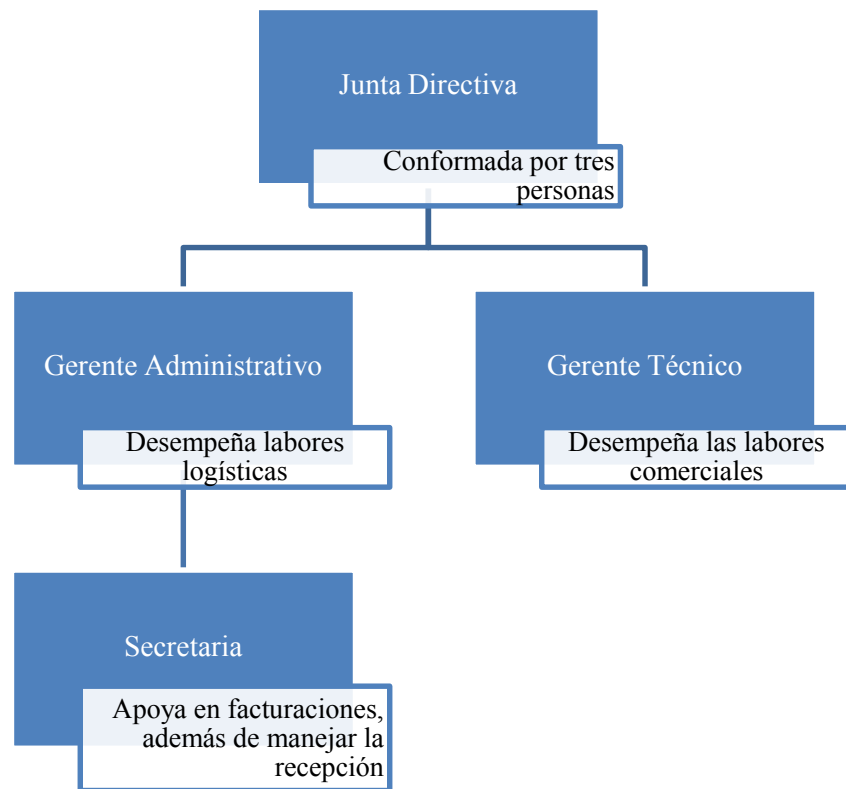 Junta Directiva
Conformada por tres
personas
Gerente Administrativo
Desempeña labores
logísticas
Gerente Técnico
Desempeña las labores
comerciales
Secretaria
Apoya en facturaciones,
además de manejar la
recepción